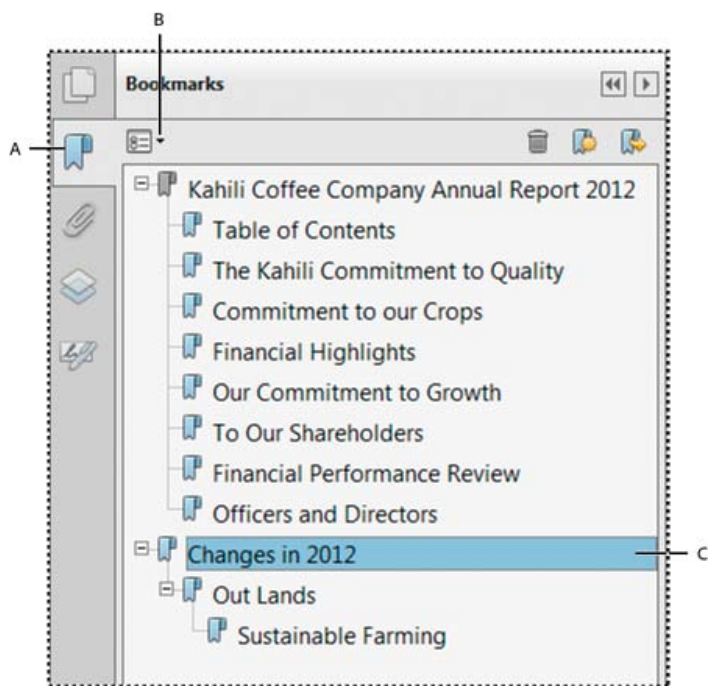 B
Bookmarks
A
Kahili Coffee Company Annual Report 2012
Table of Contents
The Kahili Commitment to Quality
Commitment to our Crops
Financial Highlights
Our Commitment to Growth
To Our Shareholders
Financial Performance Review
Officers and Directors
Changes in 2012
C
Out Lands
Sustainable Farming